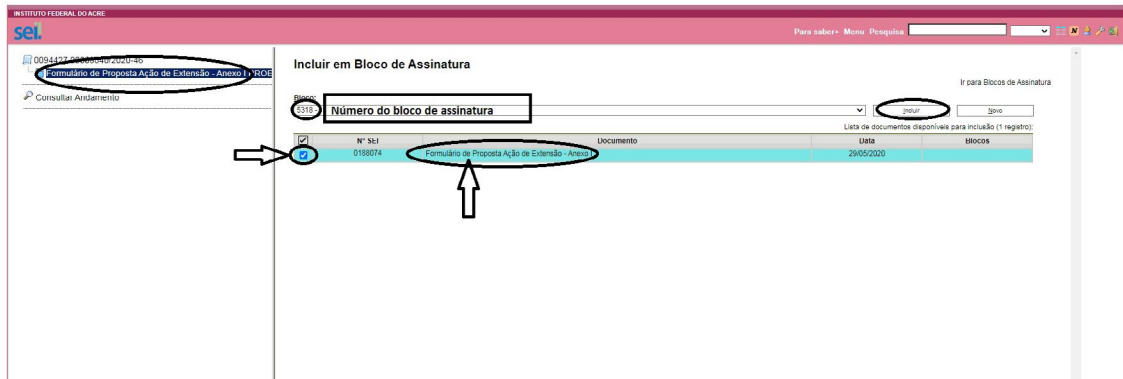 INSTITUTO FEDERAL DO ACRE
sei.
Para saber+ Menu Pesquisa
Formulário de Proposta Ação de Extensão - Anexo I PROE
Consultar Andamento
Incluir em Bloco de Assinatura
Ir para Blocos de Assinatura
Bloco:
5318 - Número do bloco de assinatura
Incluir
Novo
Lista de documentos disponíveis para inclusão (1 registro):
Nº SEI Documento Data Blocos
0188074 Formulário de Proposta Ação de Extensão - Anexo I 29/05/2020